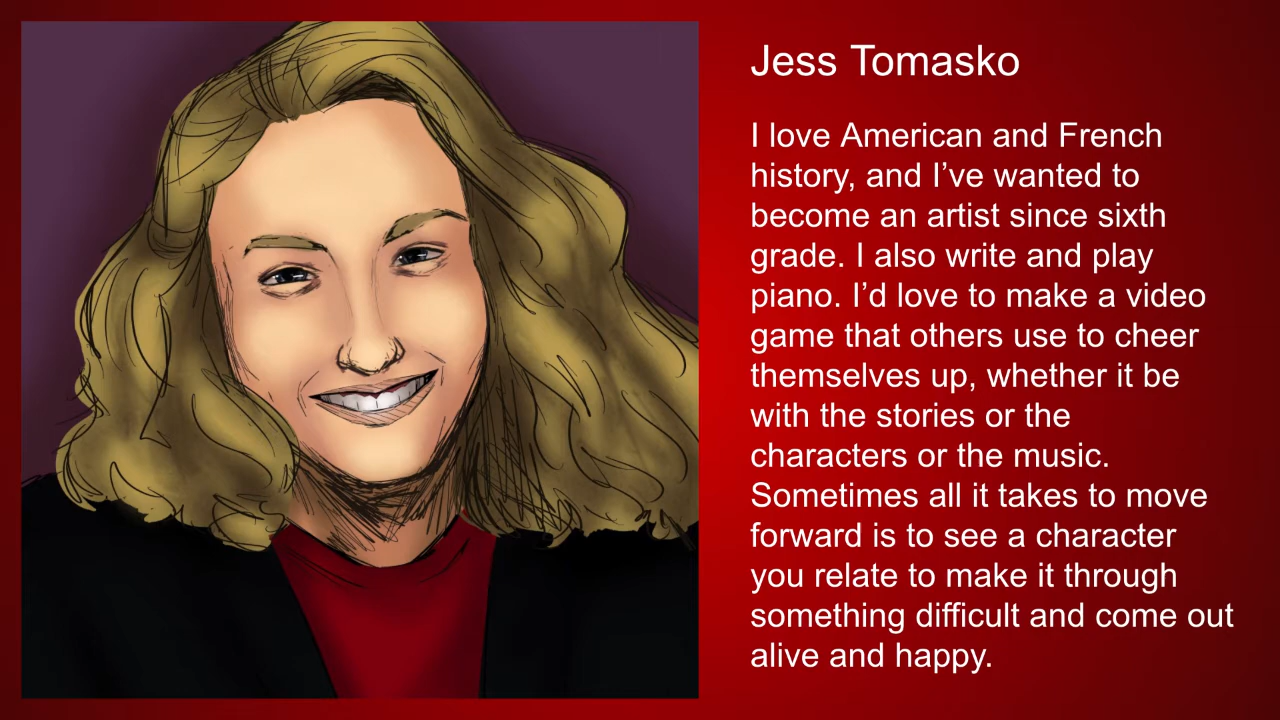 Jess Tomasko
I love American and French
history, and I’ve wanted to
become an artist since sixth
grade. I also write and play
piano. I’d love to make a video
game that others use to cheer
themselves up, whether it be
with the stories or the
characters or the music.
Sometimes all it takes to move
forward is to see a character
you relate to make it through
something difficult and come out
alive and happy.